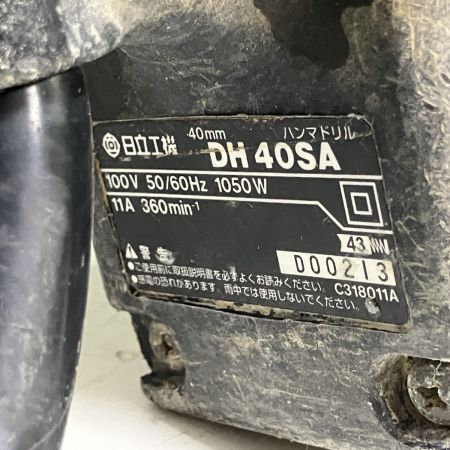 日立工機 40mm ハンマドリル
DH 40SA
100V 50/60Hz 1050W
11A 360min⁻¹
43 NW
⚠警告
D00213
●ご使用前に取扱説明書を必ずよくお読みください。
●感電の恐れがあります。雨中では使用しないでください。 C318011A